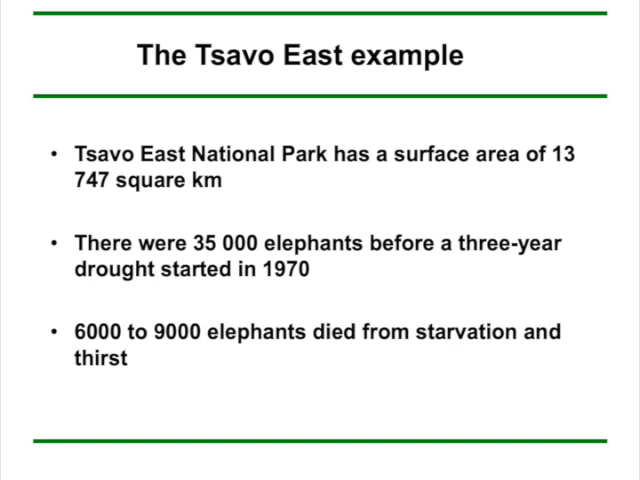 The Tsavo East example
• Tsavo East National Park has a surface area of 13
747 square km
• There were 35 000 elephants before a three-year
drought started in 1970
• 6000 to 9000 elephants died from starvation and
thirst